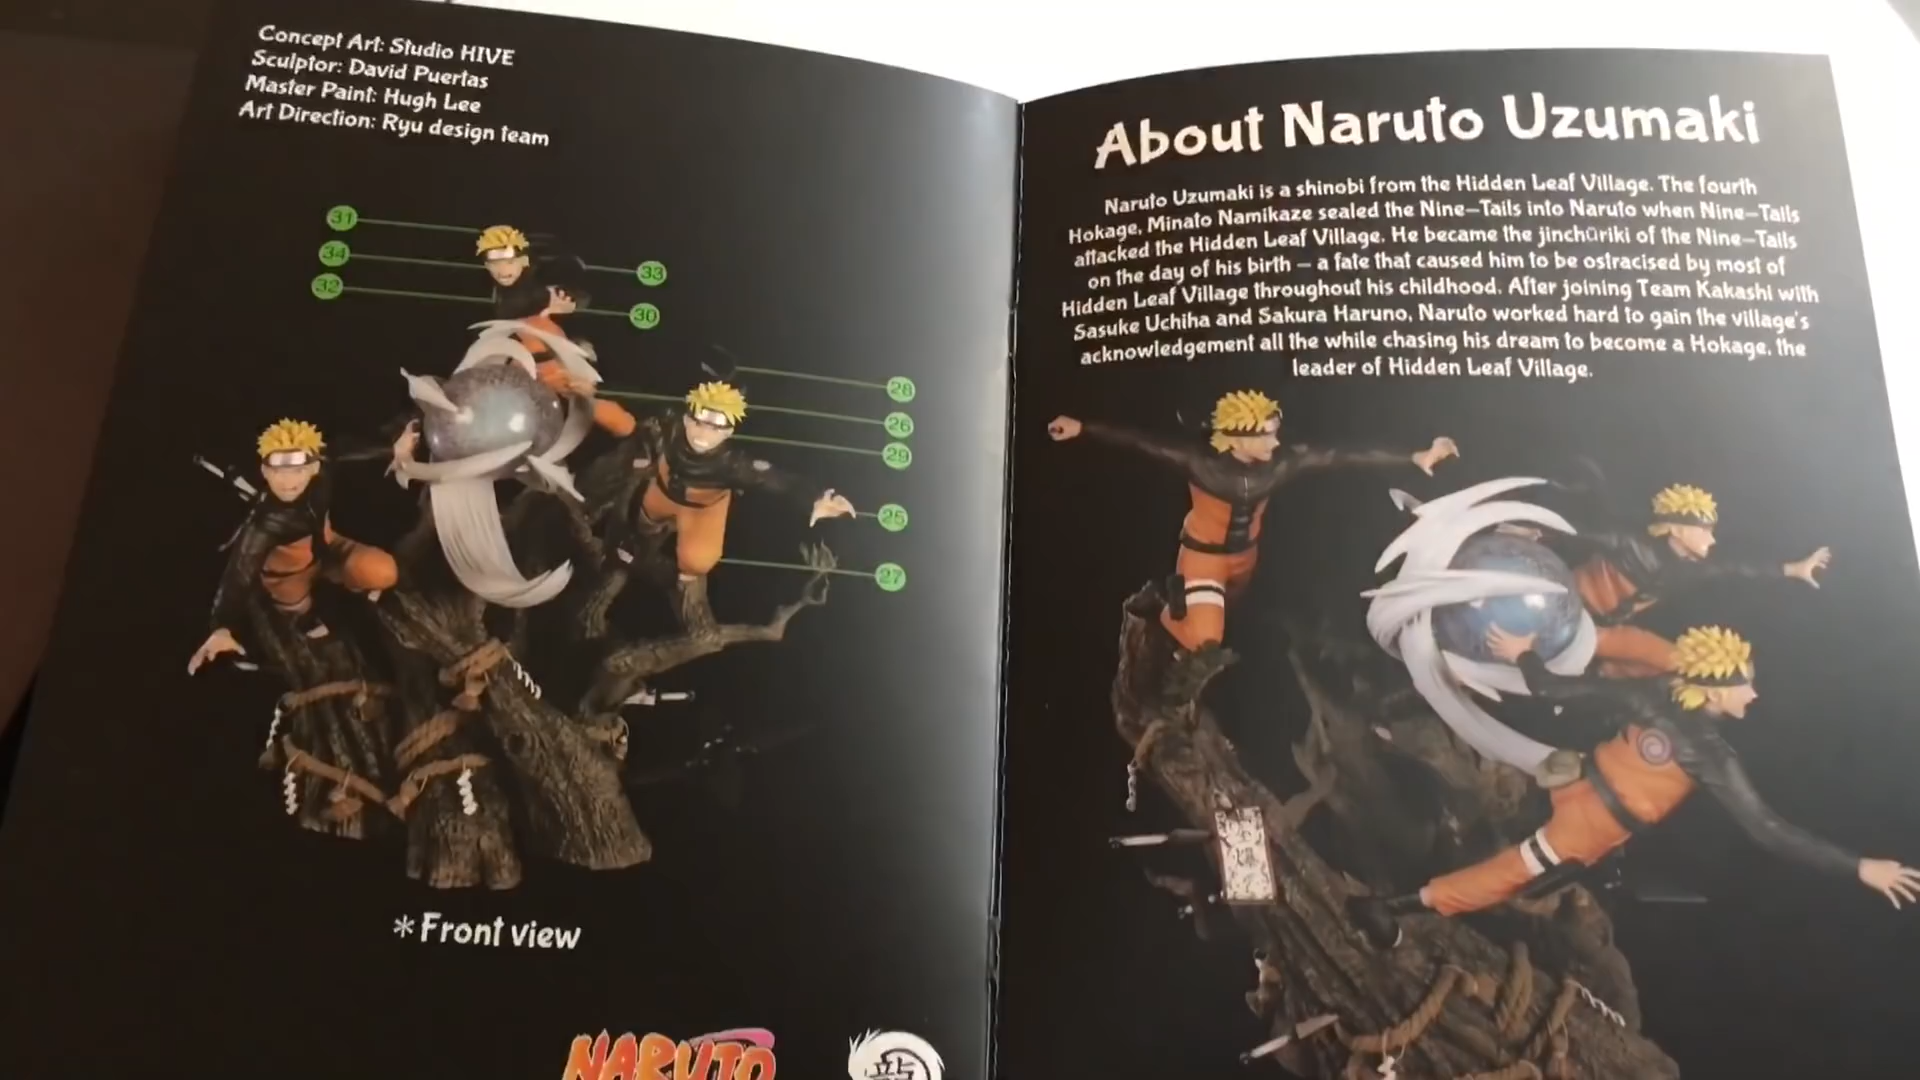 Concept Art: Studio HIVE
Sculptor: David Puertas
Master Paint: Hugh Lee
Art Direction: Ryu design team
31
34
32
33
30
28
26
29
25
27
*Front view
NARUTO
龍
About Naruto Uzumaki
Naruto Uzumaki is a shinobi from the Hidden Leaf Village. The fourth
Hokage, Minato Namikaze sealed the Nine-Tails into Naruto when Nine-Tails
attacked the Hidden Leaf Village. He became the jinchūriki of the Nine-Tails
on the day of his birth – a fate that caused him to be ostracised by most of
Hidden Leaf Village throughout his childhood. After joining Team Kakashi with
Sasuke Uchiha and Sakura Haruno, Naruto worked hard to gain the village's
acknowledgement all the while chasing his dream to become a Hokage, the
leader of Hidden Leaf Village.